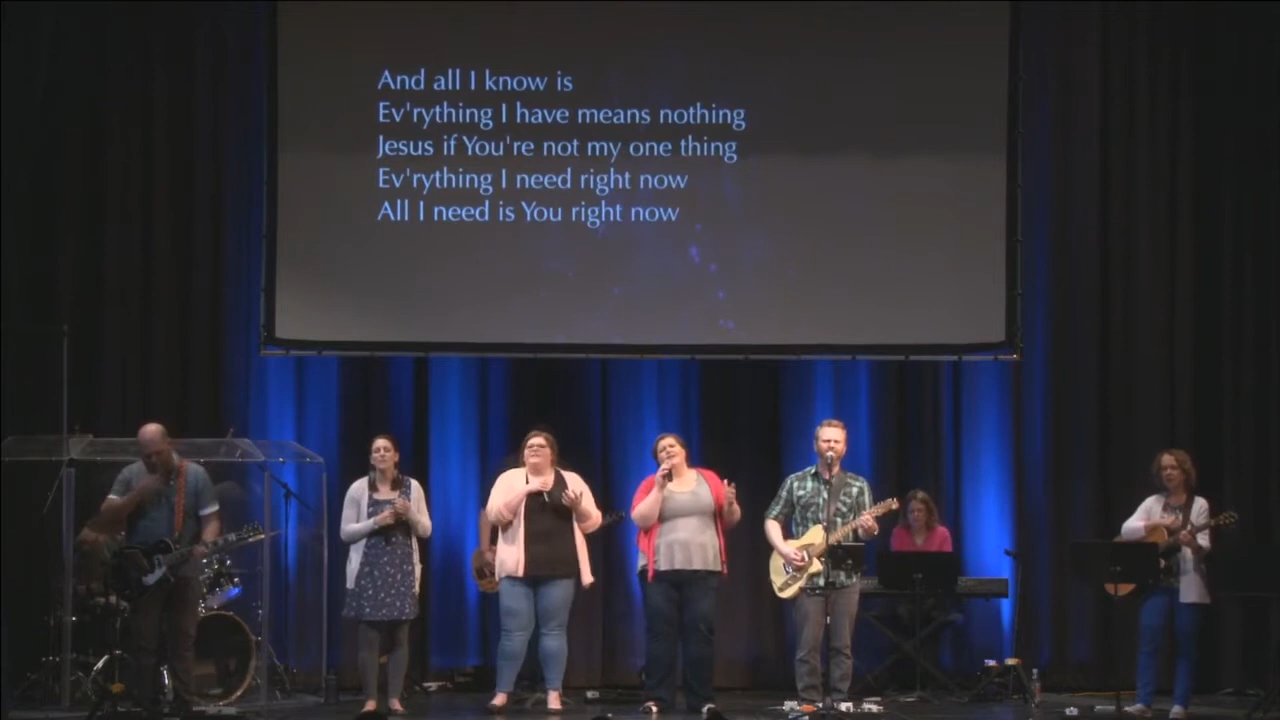 And all I know is
Ev'rything I have means nothing
Jesus if You're not my one thing
Ev'rything I need right now
All I need is You right now